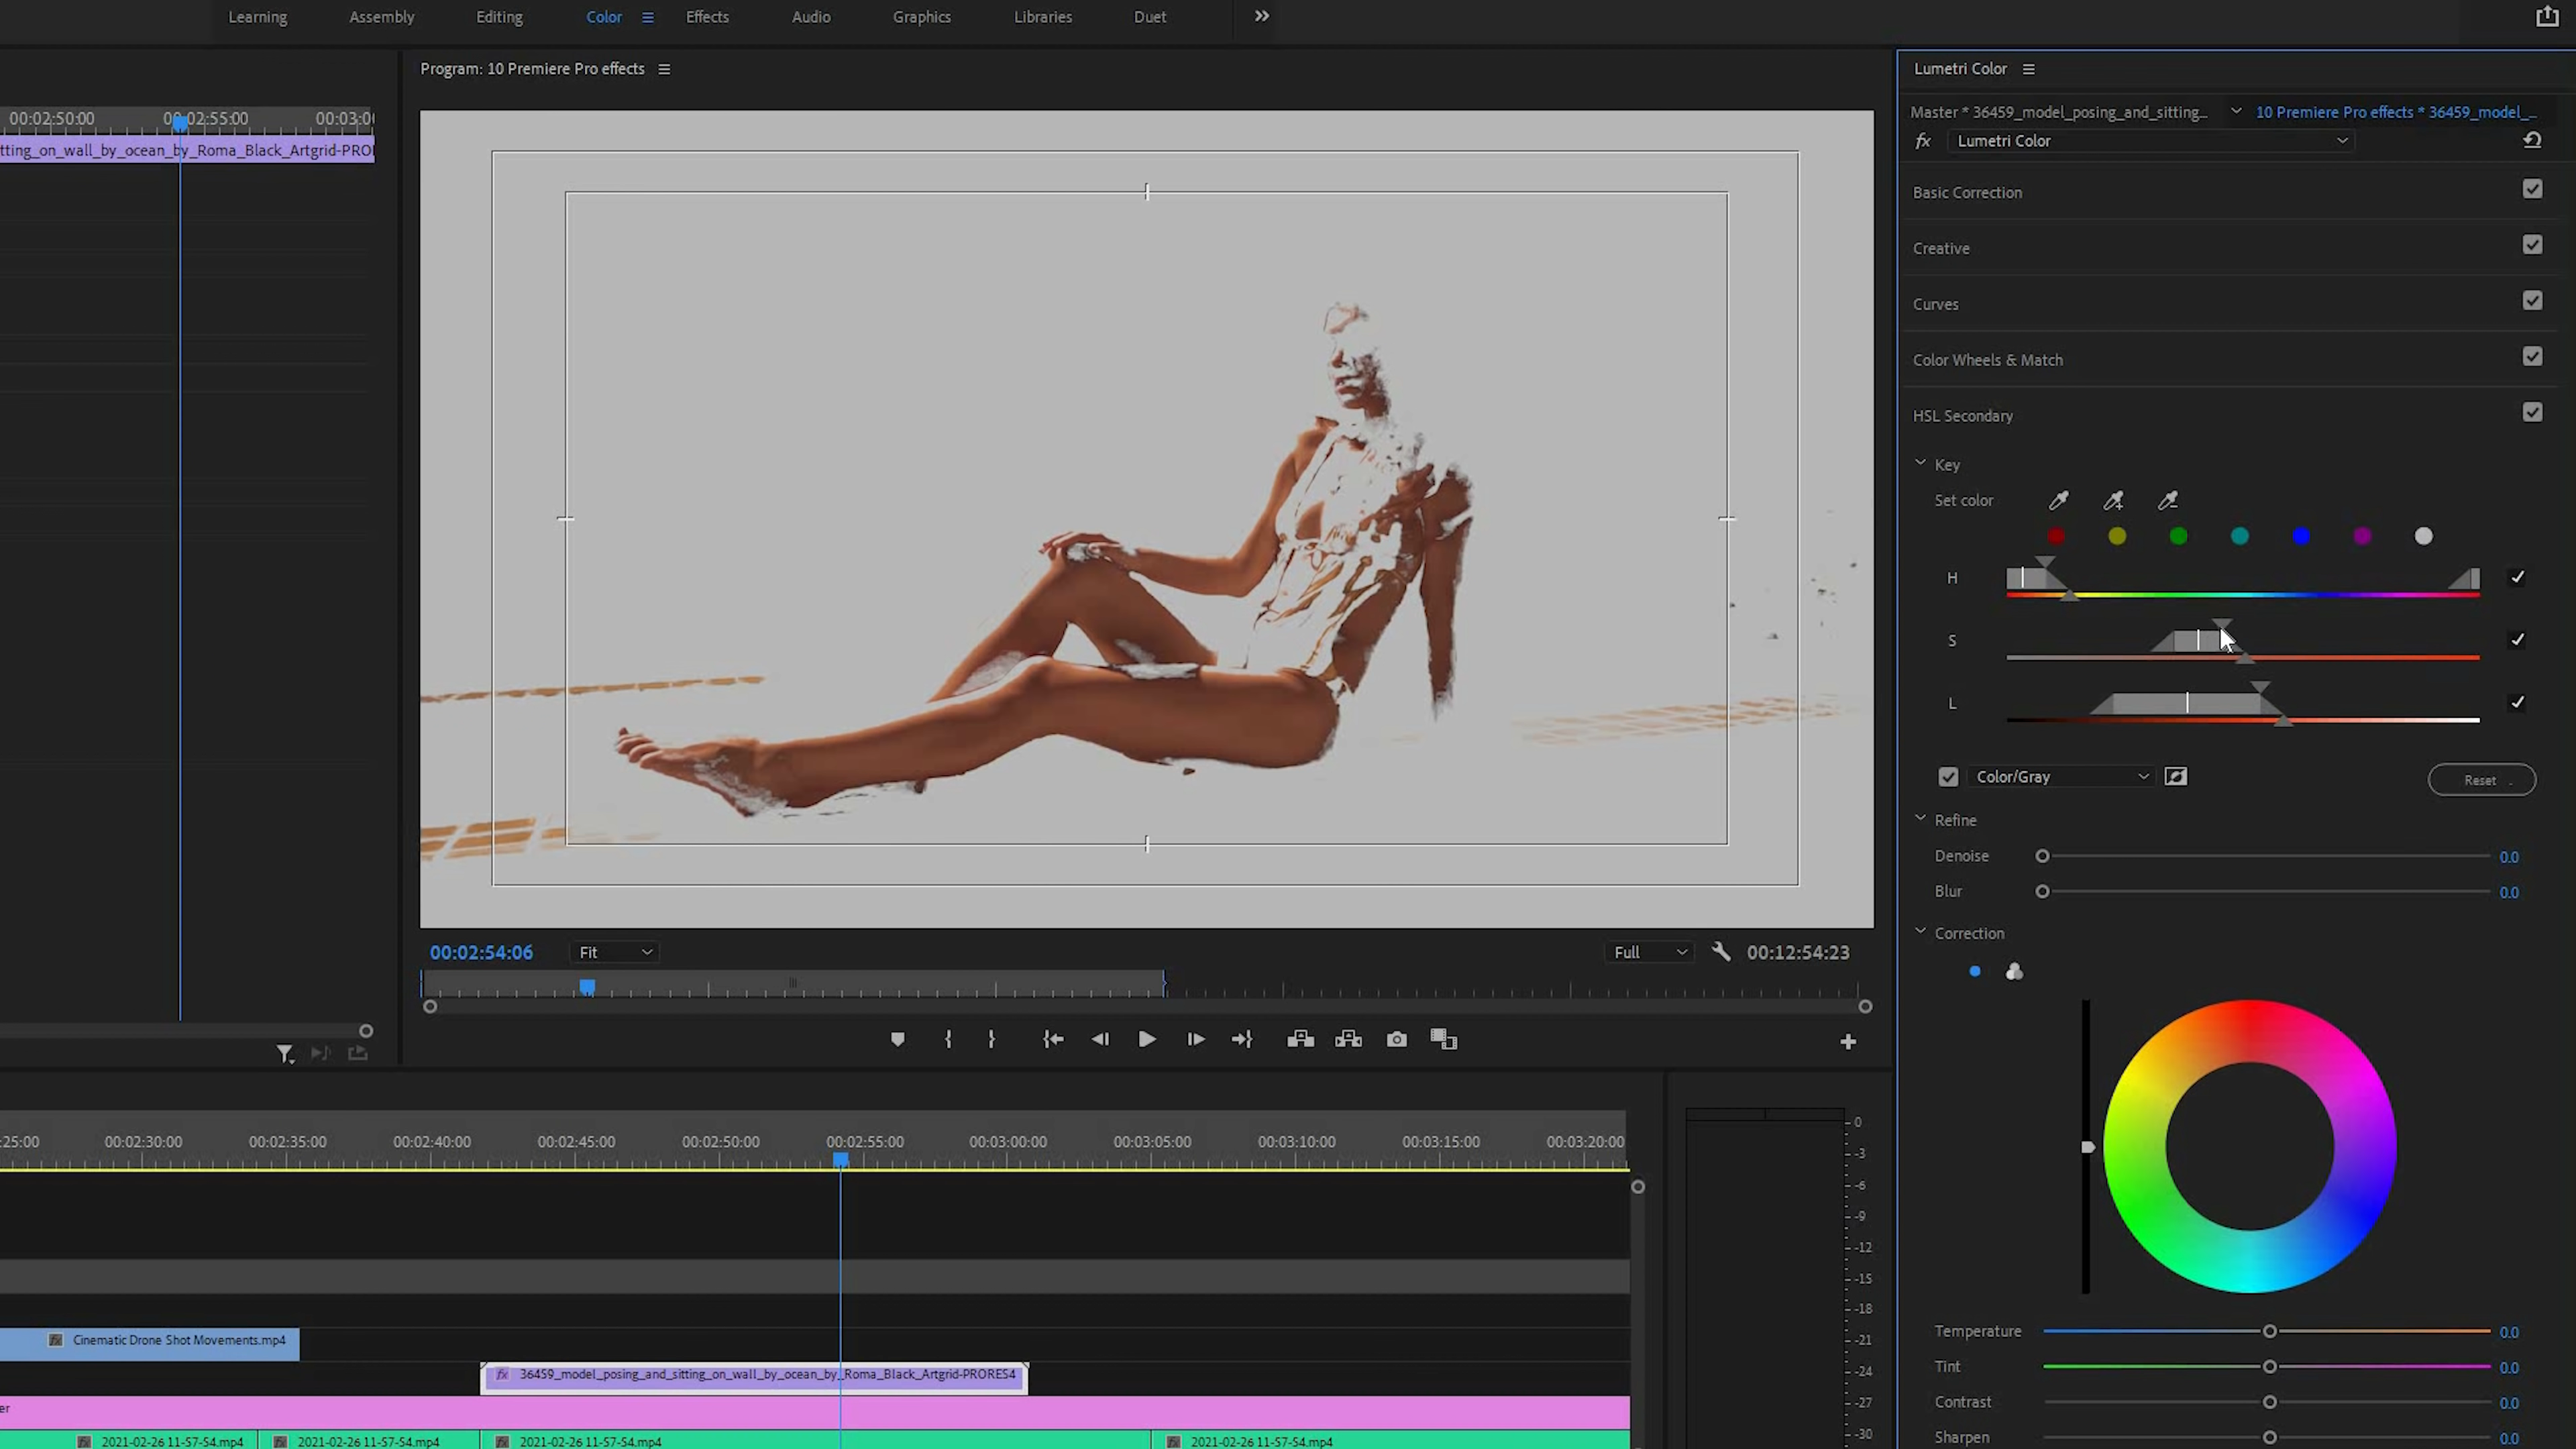 Learning Assembly Editing Color Effects Audio Graphics Libraries Duet
Program: 10 Premiere Pro effects
Lumetri Color
Master * 36459_model_posing_and_sitting... 10 Premiere Pro effects * 36459_model_...
fx Lumetri Color
00:02:50:00 00:02:55:00 00:03:0
tting_on_wall_by_ocean_by_Roma_Black_Artgrid-PRO
Basic Correction
Creative
Curves
Color Wheels & Match
HSL Secondary
Key
Set color
H
S
L
Color/Gray Reset
Refine
Denoise 0.0
Blur 0.0
Correction
00:02:54:06 Fit Full 00:12:54:23
:25:00 00:02:30:00 00:02:35:00 00:02:40:00 00:02:45:00 00:02:50:00 00:02:55:00 00:03:00:00 00:03:05:00 00:03:10:00 00:03:15:00 00:03:20:00
0
-3
-6
-9
-12
-15
-18
-21
-24
-27
-30
fx Cinematic Drone Shot Movements.mp4
fx 36459_model_posing_and_sitting_on_wall_by_ocean_by_Roma_Black_Artgrid-PRORES4
er
fx 2021-02-26 11-57-54.mp4 fx 2021-02-26 11-57-54.mp4 fx 2021-02-26 11-57-54.mp4 fx 2021-02-26 11-57-54.mp4
Temperature 0.0
Tint 0.0
Contrast 0.0
Sharpen 0.0